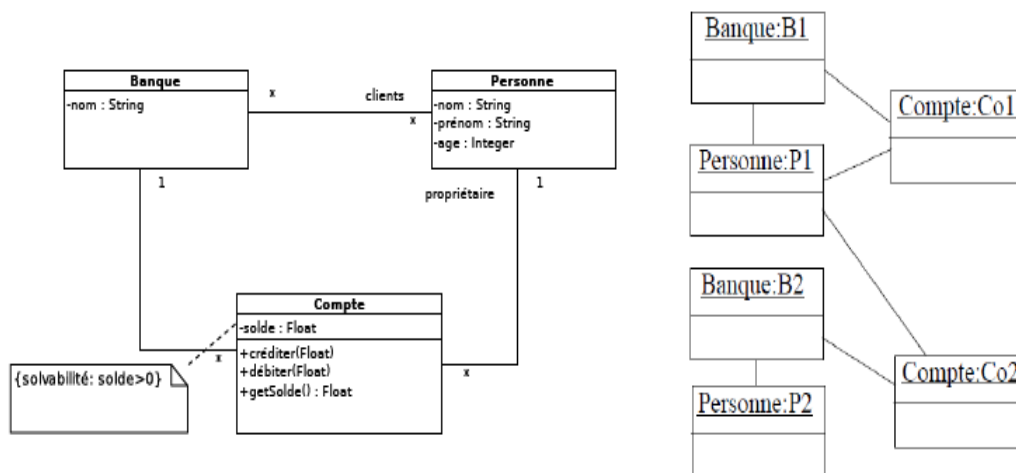 Banque
-nom : String
x
clients
x
Personne
-nom : String
-prénom : String
-age : Integer
1
propriétaire
1
Compte
-solde : Float
+créditer(Float)
+débiter(Float)
+getSolde() : Float
x
x
{solvabilité: solde>0}
Banque:B1
Compte:Co1
Personne:P1
Banque:B2
Compte:Co2
Personne:P2